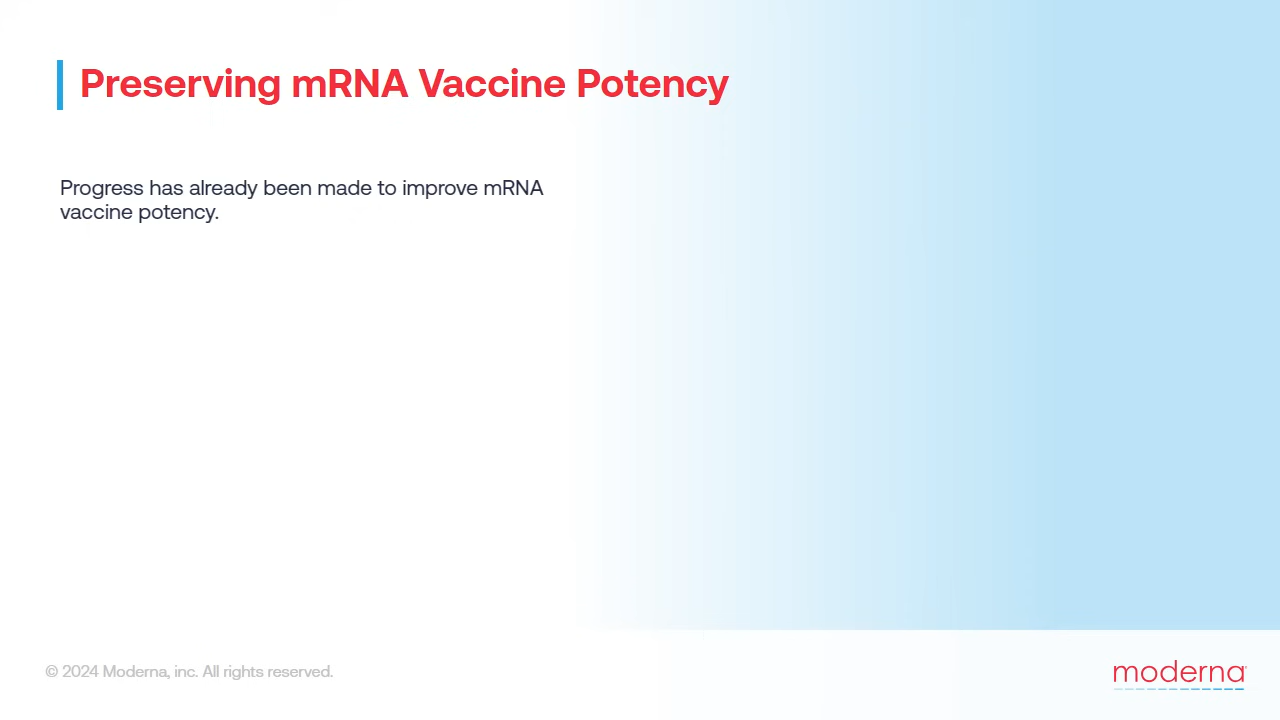 Preserving mRNA Vaccine Potency
Progress has already been made to improve mRNA
vaccine potency.
© 2024 Moderna, inc. All rights reserved.
moderna